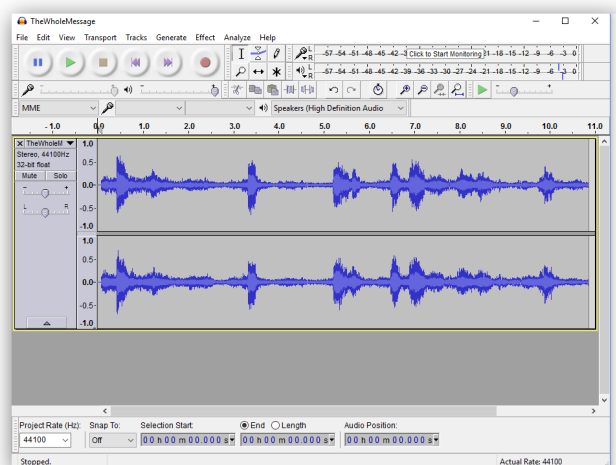 TheWholeMessage
File Edit View Transport Tracks Generate Effect Analyze Help
L R -57 -54 -51 -48 -45 -42 -3 Click to Start Monitoring 1 -18 -15 -12 -9 -6 -3 0
L R -57 -54 -51 -48 -45 -42 -39 -36 -33 -30 -27 -24 -21 -18 -15 -12 -9 -6 -3 0
MME Speakers (High Definition Audio
- 1.0 0.0 1.0 2.0 3.0 4.0 5.0 6.0 7.0 8.0 9.0 10.0 11.0
TheWholeM
Stereo, 44100Hz
32-bit float
Mute Solo
- +
L R
1.0
0.5-
0.0-
-0.5-
-1.0
1.0
0.5-
0.0-
-0.5-
-1.0
Project Rate (Hz): Snap To: Selection Start: End Length Audio Position:
44100 Off 00 h 00 m 00.000 s 00 h 00 m 00.000 s 00 h 00 m 00.000 s
Stopped. Actual Rate: 44100